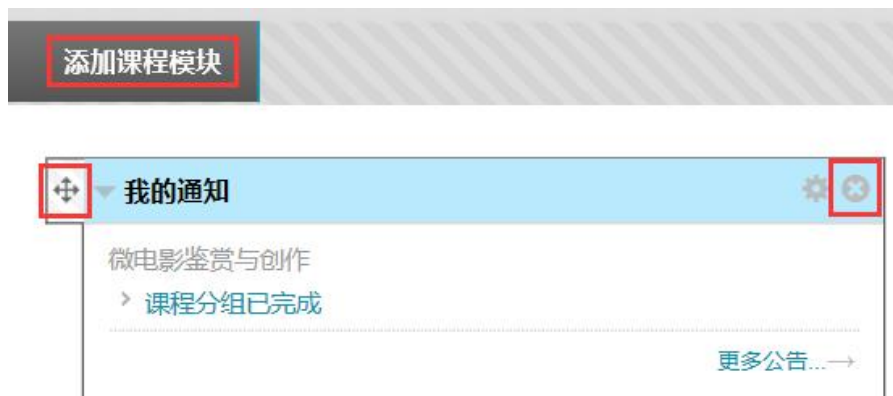 添加课程模块
我的通知
微电影鉴赏与创作
课程分组已完成
更多公告...→